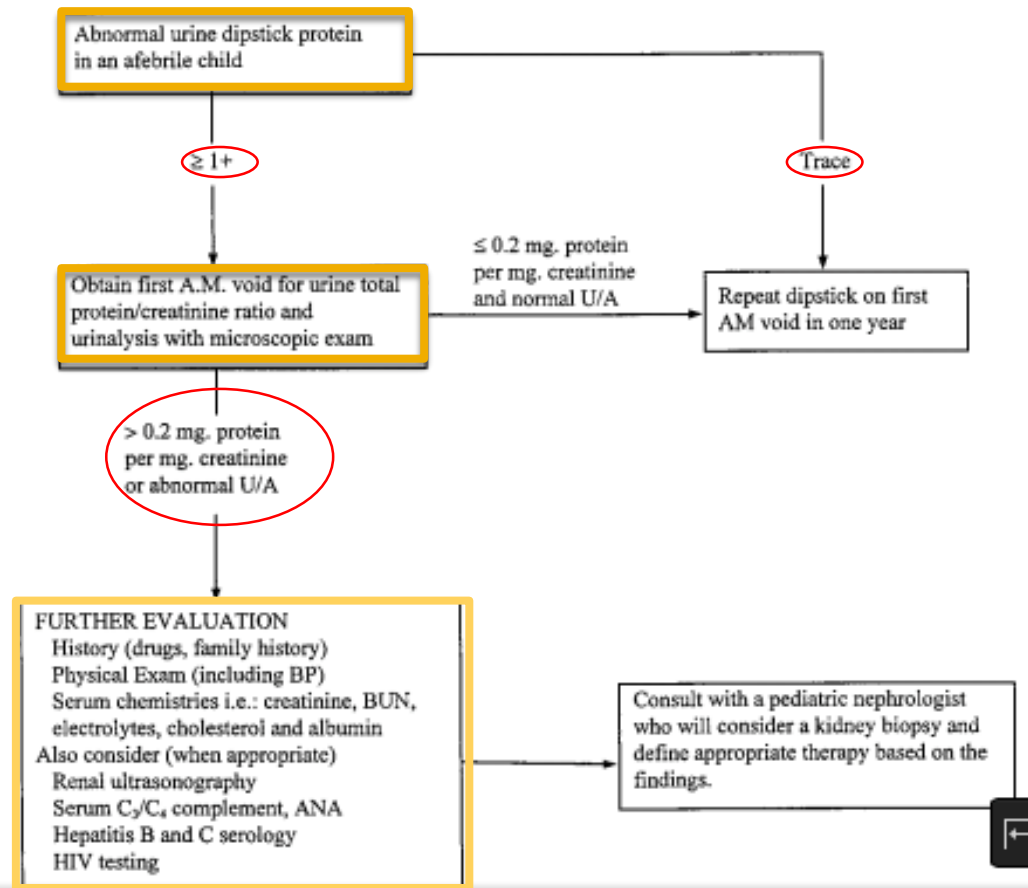 Abnormal urine dipstick protein
in an afebrile child
≥ 1+
Trace
Obtain first A.M. void for urine total
protein/creatinine ratio and
urinalysis with microscopic exam
≤ 0.2 mg. protein
per mg. creatinine
and normal U/A
Repeat dipstick on first
AM void in one year
> 0.2 mg. protein
per mg. creatinine
or abnormal U/A
FURTHER EVALUATION
History (drugs, family history)
Physical Exam (including BP)
Serum chemistries i.e.: creatinine, BUN,
electrolytes, cholesterol and albumin
Also consider (when appropriate)
Renal ultrasonography
Serum C₃/C₄ complement, ANA
Hepatitis B and C serology
HIV testing
Consult with a pediatric nephrologist
who will consider a kidney biopsy and
define appropriate therapy based on the
findings.